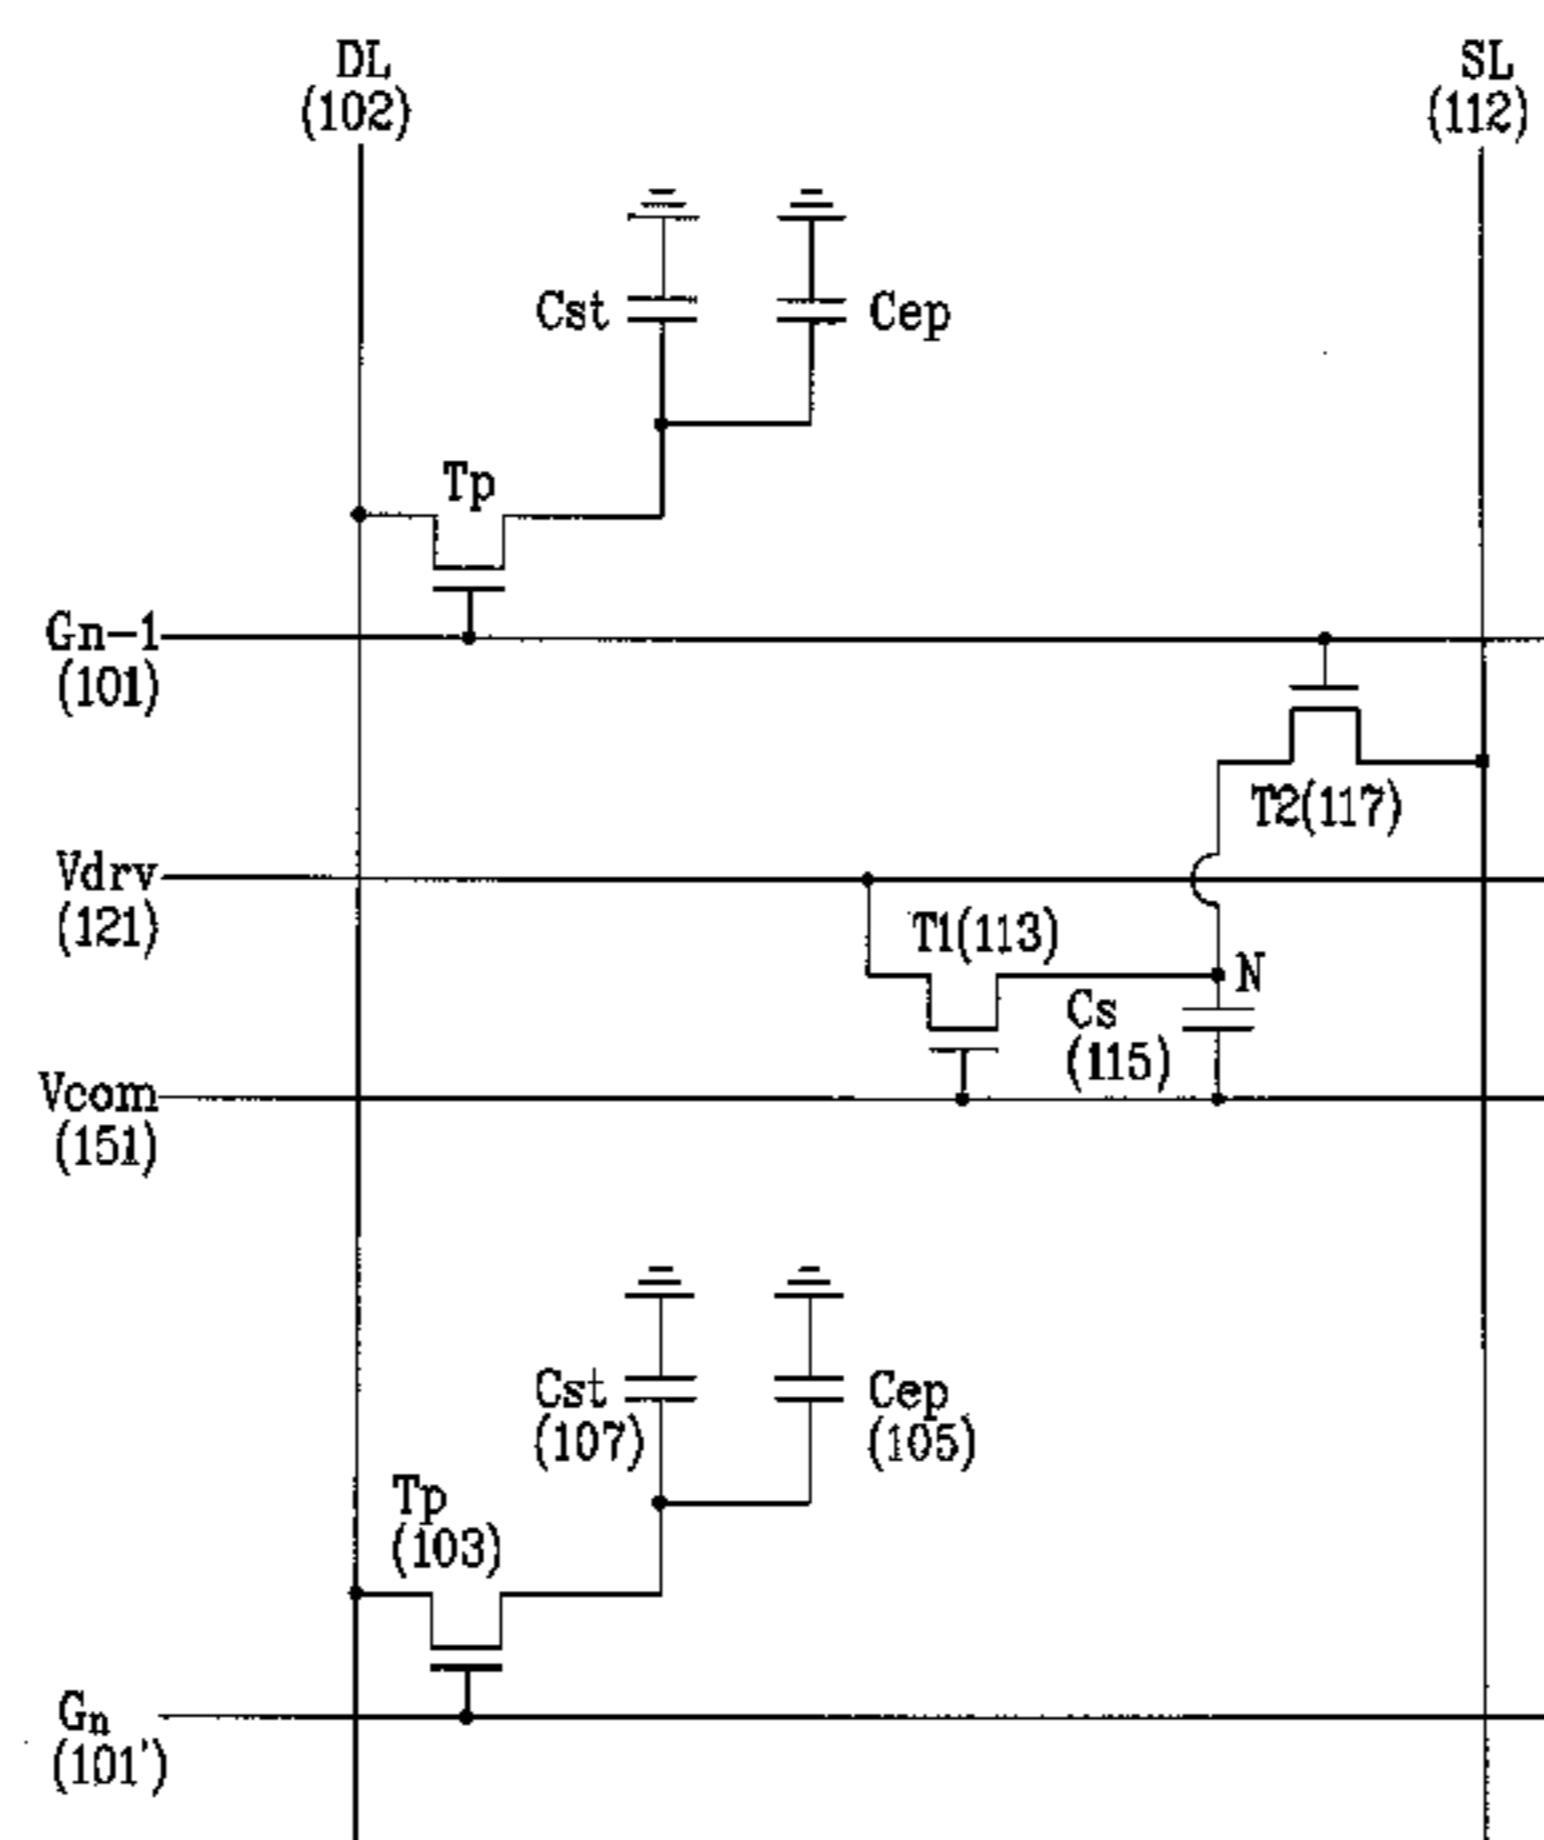 DL
(102)
SL
(112)
Cst
Cep
Tp
Gn-1
(101)
T2(117)
Vdrv
(121)
T1(113)
N
Cs
(115)
Vcom
(151)
Cst
(107)
Cep
(105)
Tp
(103)
Gn
(101')